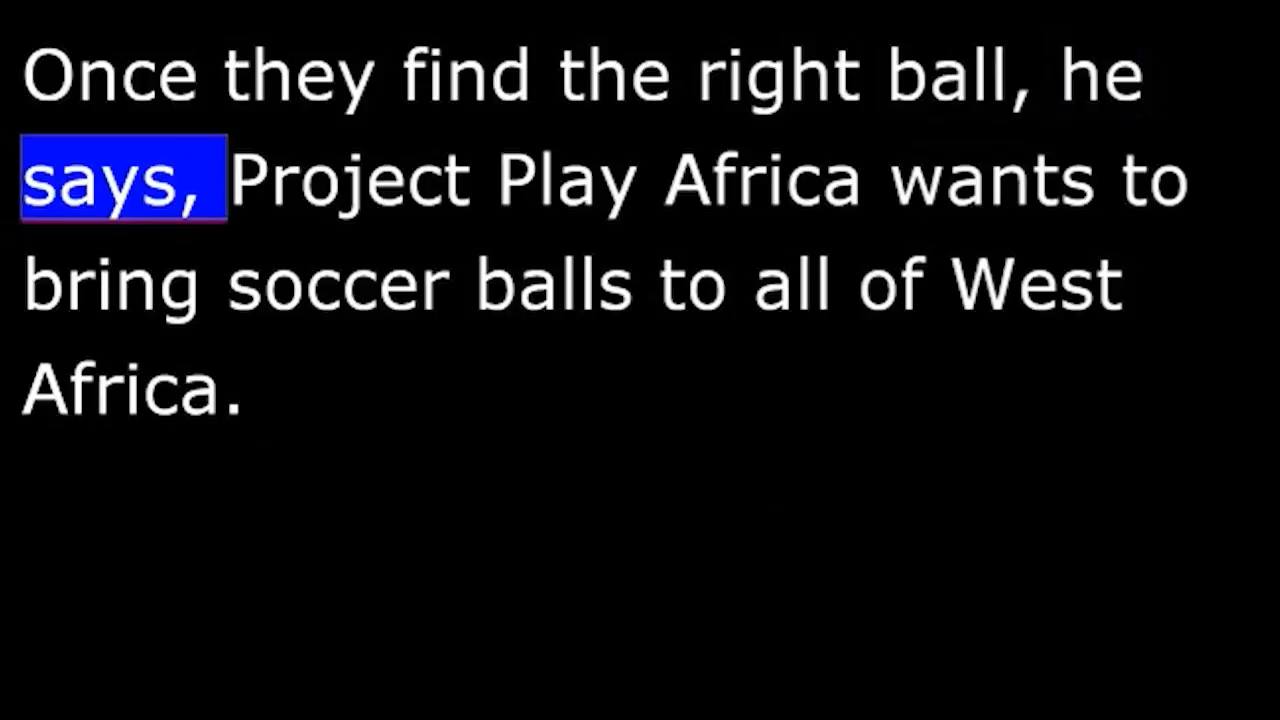 Once they find the right ball, he
says, Project Play Africa wants to
bring soccer balls to all of West
Africa.